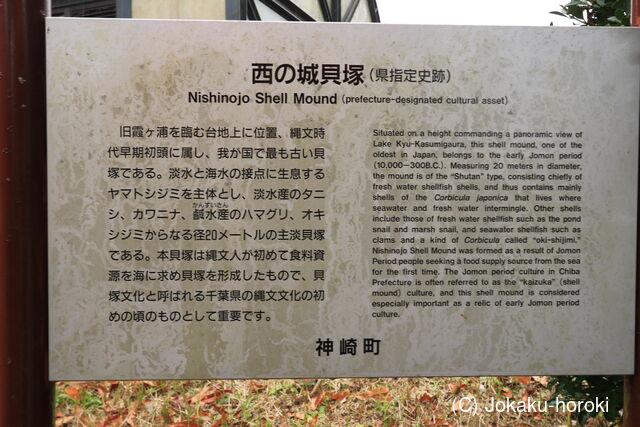 西の城貝塚(県指定史跡)
Nishinojo Shell Mound (prefecture-designated cultural asset)
旧霞ヶ浦を臨む台地上に位置、縄文時
代早期初頭に属し、我が国で最も古い貝
塚である。淡水と海水の接点に生息する
ヤマトシジミを主体とし、淡水産のタニ
かんすいさん
シ、カワニナ、鹹水産のハマグリ、オキ
シジミからなる径20メートルの主淡貝塚
である。本貝塚は縄文人が初めて食料資
源を海に求め貝塚を形成したもので、貝
塚文化と呼ばれる千葉県の縄文文化の初
めの頃のものとして重要です。
Situated on a height commanding a panoramic view of
Lake Kyu-Kasumigaura, this shell mound, one of the
oldest in Japan, belongs to the early Jomon period
(10,000—300B.C.). Measuring 20 meters in diameter,
the mound is of the "Shutan" type, consisting chiefly of
fresh water shellfish shells, and thus contains mainly
shells of the Corbicula japonica that lives where
seawater and fresh water intermingle. Other shells
include those of fresh water shellfish such as the pond
snail and marsh snail, and seawater shellfish such as
clams and a kind of Corbicula called "oki-shijimi."
Nishinojo Shell Mound was formed as a result of Jomon
Period people seeking a food supply source from the sea
for the first time. The Jomon period culture in Chiba
Prefecture is often referred to as the "kaizuka" (shell
mound) culture, and this shell mound is considered
especially important as a relic of early Jomon period
culture.
神崎町
(C)Jokaku-horoki